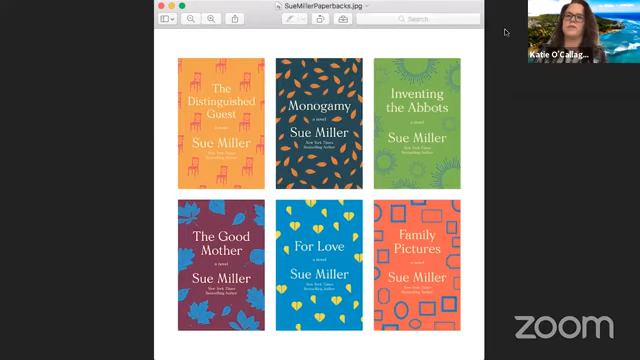 SueMillerPaperbacks.jpg
Search
Katie O'Callag...
The
Distinguished
Guest
a novel
Sue Miller
New York Times
Bestselling Author
Monogamy
a novel
Sue Miller
New York Times
Bestselling Author
Inventing
the Abbots
a novel
Sue Miller
New York Times
Bestselling Author
The Good
Mother
a novel
Sue Miller
New York Times
Bestselling Author
For Love
a novel
Sue Miller
New York Times
Bestselling Author
Family
Pictures
a novel
Sue Miller
New York Times
Bestselling Author
zoom